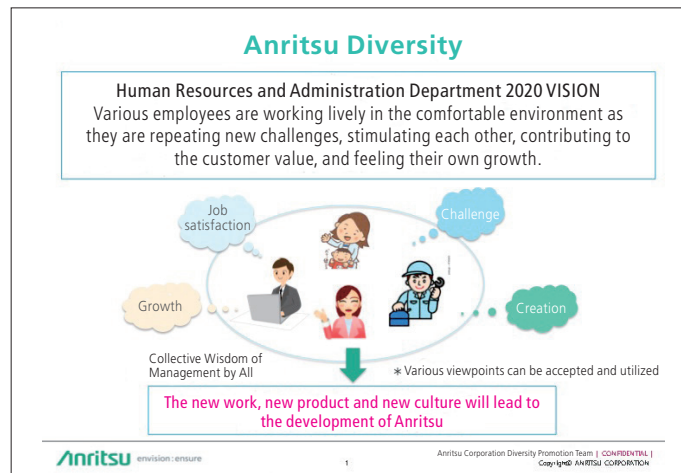 Anritsu Diversity
Human Resources and Administration Department 2020 VISION
Various employees are working lively in the comfortable environment as
they are repeating new challenges, stimulating each other, contributing to
the customer value, and feeling their own growth.
Job
satisfaction
Challenge
Growth
Creation
Collective Wisdom of
Management by All
* Various viewpoints can be accepted and utilized
The new work, new product and new culture will lead to
the development of Anritsu
Anritsu envision : ensure
1
Anritsu Corporation Diversity Promotion Team | CONFIDENTIAL |
Copyright© ANRITSU CORPORATION